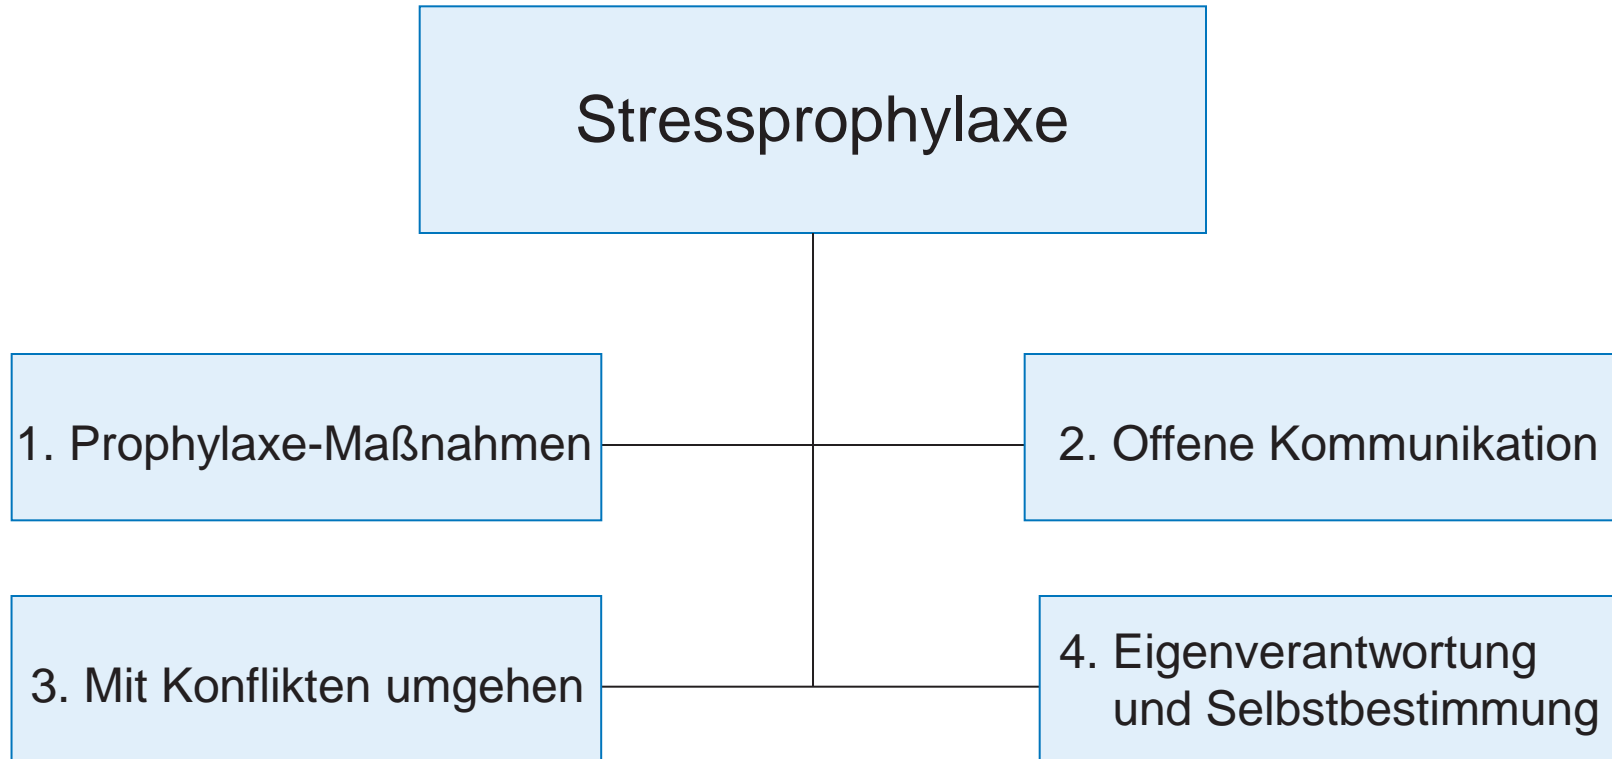 Stressprophylaxe
1. Prophylaxe-Maßnahmen
2. Offene Kommunikation
3. Mit Konflikten umgehen
4. Eigenverantwortung
und Selbstbestimmung